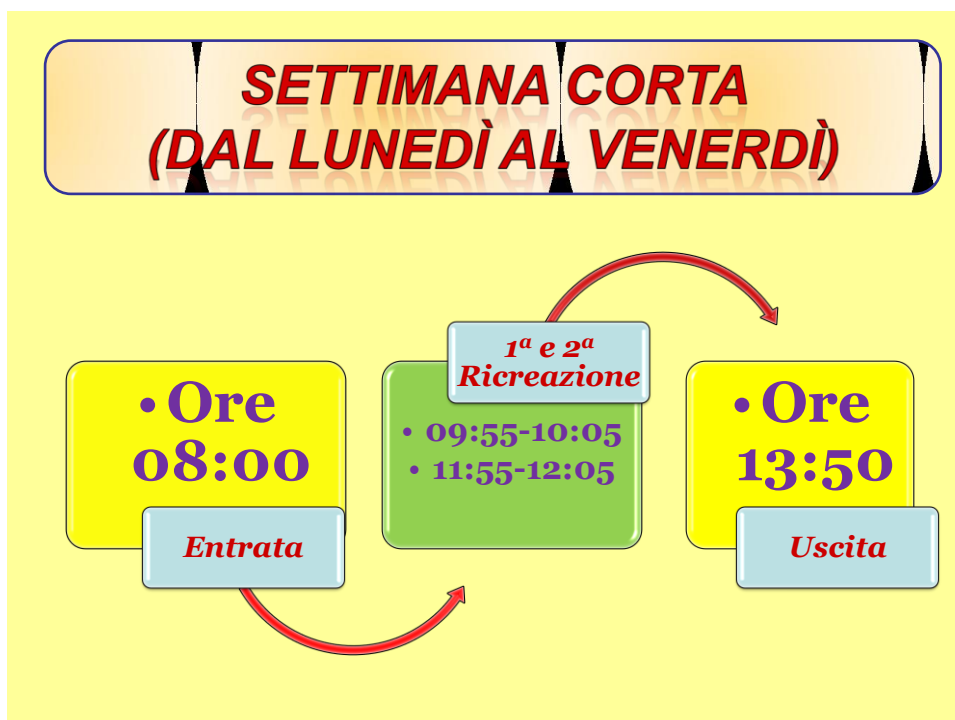 SETTIMANA CORTA
(DAL LUNEDÌ AL VENERDÌ)
• Ore
08:00
Entrata
1ª e 2ª
Ricreazione
• 09:55-10:05
• 11:55-12:05
• Ore
13:50
Uscita